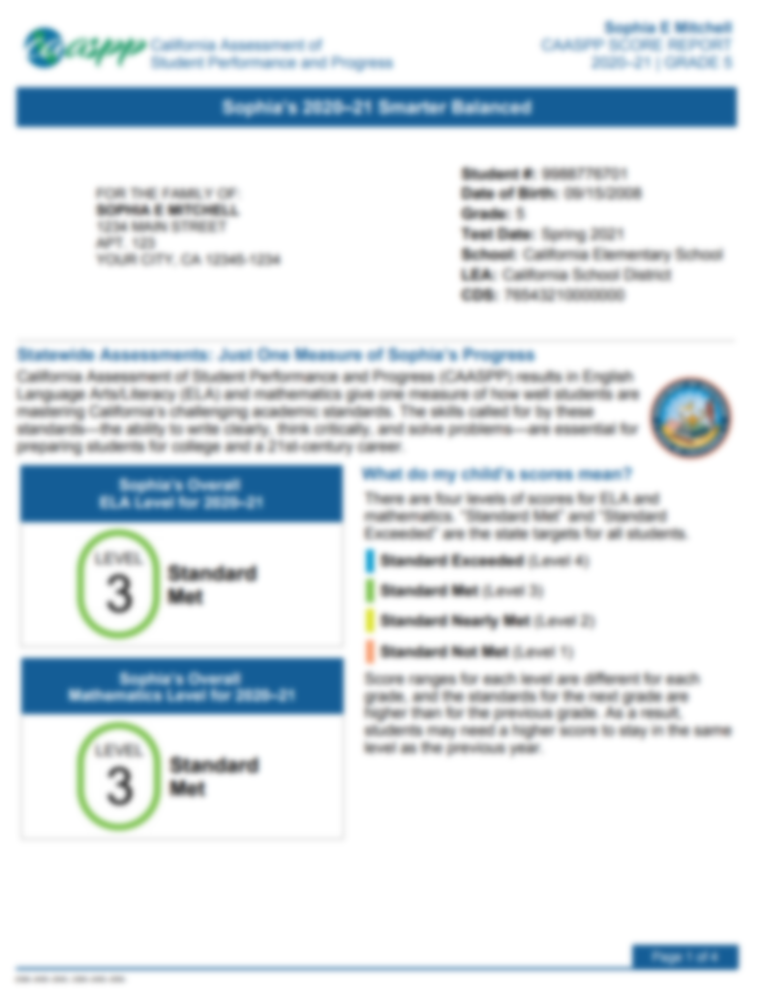 caaspp California Assessment of
Student Performance and Progress
Sophia E Mitchell
CAASPP SCORE REPORT
2020–21 | GRADE 5
Sophia's 2020–21 Smarter Balanced
FOR THE FAMILY OF:
SOPHIA E MITCHELL
1234 MAIN STREET
APT. 123
YOUR CITY, CA 12345-1234
Student #:
Date of Birth: 09/15/2008
Grade: 5
Test Date: Spring 2021
School: California Elementary School
LEA: California School District
CDS: 76543210000000
Statewide Assessments: Just One Measure of Sophia's Progress
California Assessment of Student Performance and Progress (CAASPP) results in English
Language Arts/Literacy (ELA) and mathematics give one measure of how well students are
mastering California's challenging academic standards. The skills called for by these
standards—the ability to write clearly, think critically, and solve problems—are essential for
preparing students for college and a 21st-century career.
Sophia's Overall
ELA Level for 2020–21
LEVEL
3
Standard
Met
Sophia's Overall
Mathematics Level for 2020–21
LEVEL
3
Standard
Met
What do my child's scores mean?
There are four levels of scores for ELA and
mathematics. "Standard Met" and "Standard
Exceeded" are the state targets for all students.
Standard Exceeded (Level 4)
Standard Met (Level 3)
Standard Nearly Met (Level 2)
Standard Not Met (Level 1)
Score ranges for each level are different for each
grade, and the standards for the next grade are
higher than for the previous grade. As a result,
students may need a higher score to stay in the same
level as the previous year.
Page 1 of 4